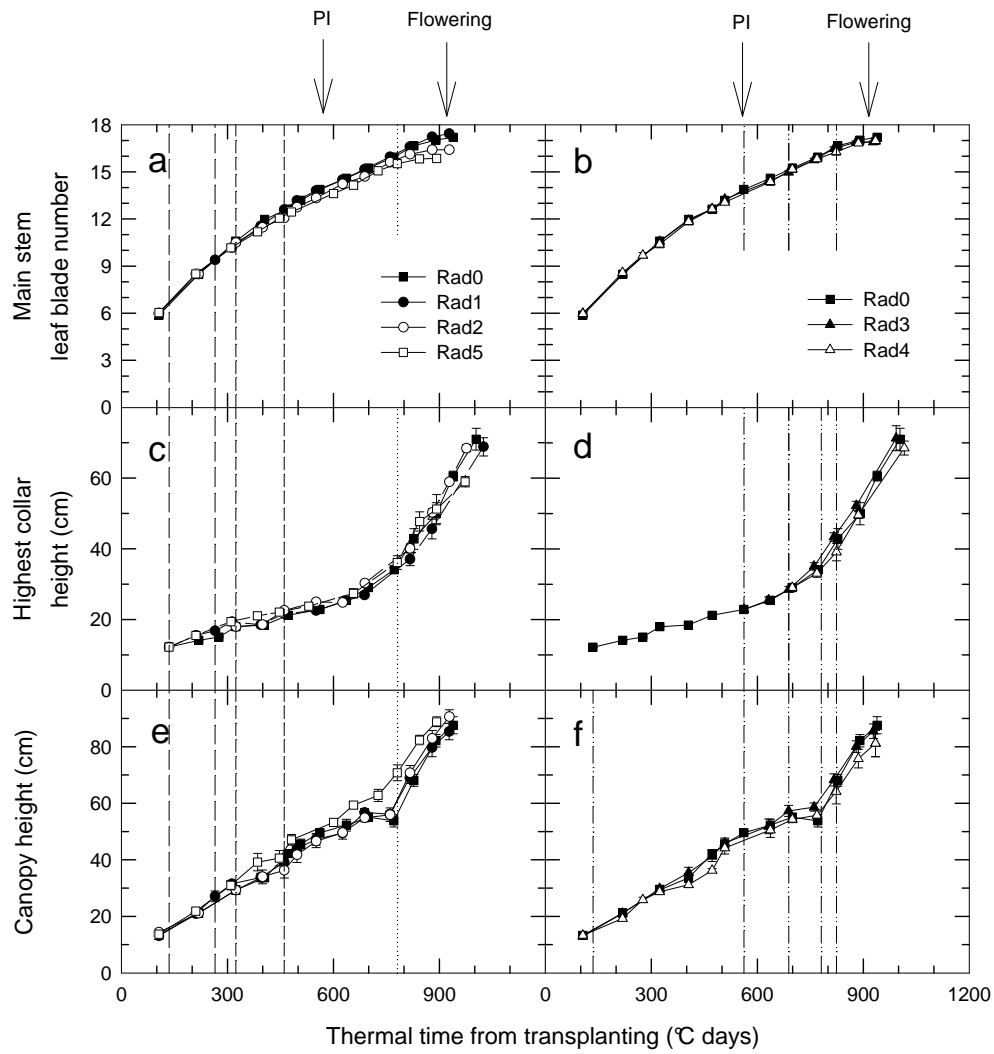 PI
Flowering
PI
Flowering
Main stem
leaf blade number
18
15
12
9
6
3
0
a
Rad0
Rad1
Rad2
Rad5
b
Rad0
Rad3
Rad4
Highest collar
height (cm)
60
40
20
0
c
d
Canopy height (cm)
80
60
40
20
0
e
f
0
300
600
900
0
300
600
900
1200
Thermal time from transplanting (°C days)